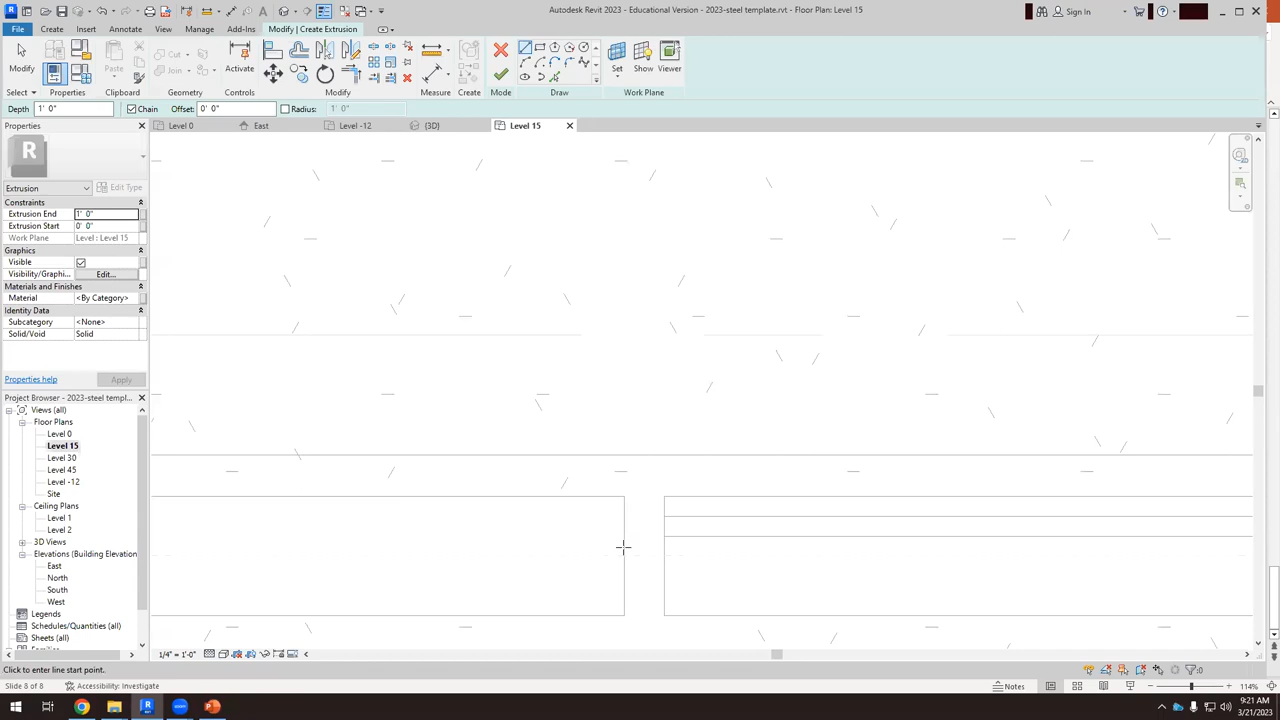 Autodesk Revit 2023 - Educational Version - 2023-steel template.rvt - Floor Plan: Level 15
Sign In
File Create Insert Annotate View Manage Add-Ins Modify | Create Extrusion
Modify Paste Cut Join Activate Create Set Show Viewer
Select Properties Clipboard Geometry Controls Modify Measure Create Mode Draw Work Plane
Depth 1' 0" Chain Offset: 0' 0" Radius: 1' 0"
Properties
Level 0 East Level -12 {3D} Level 15
R
Extrusion Edit Type
Constraints
Extrusion End 1' 0"
Extrusion Start 0' 0"
Work Plane Level : Level 15
Graphics
Visible
Visibility/Graphi... Edit...
Materials and Finishes
Material <By Category>
Identity Data
Subcategory <None>
Solid/Void Solid
Properties help Apply
Project Browser - 2023-steel templ...
Views (all)
Floor Plans
Level 0
Level 15
Level 30
Level 45
Level -12
Site
Ceiling Plans
Level 1
Level 2
3D Views
Elevations (Building Elevation
East
North
South
West
Legends
Schedules/Quantities (all)
Sheets (all)
1/4" = 1'-0"
Click to enter line start point.
:0
Slide 8 of 8 Accessibility: Investigate Notes 114%
9:21 AM
3/21/2023